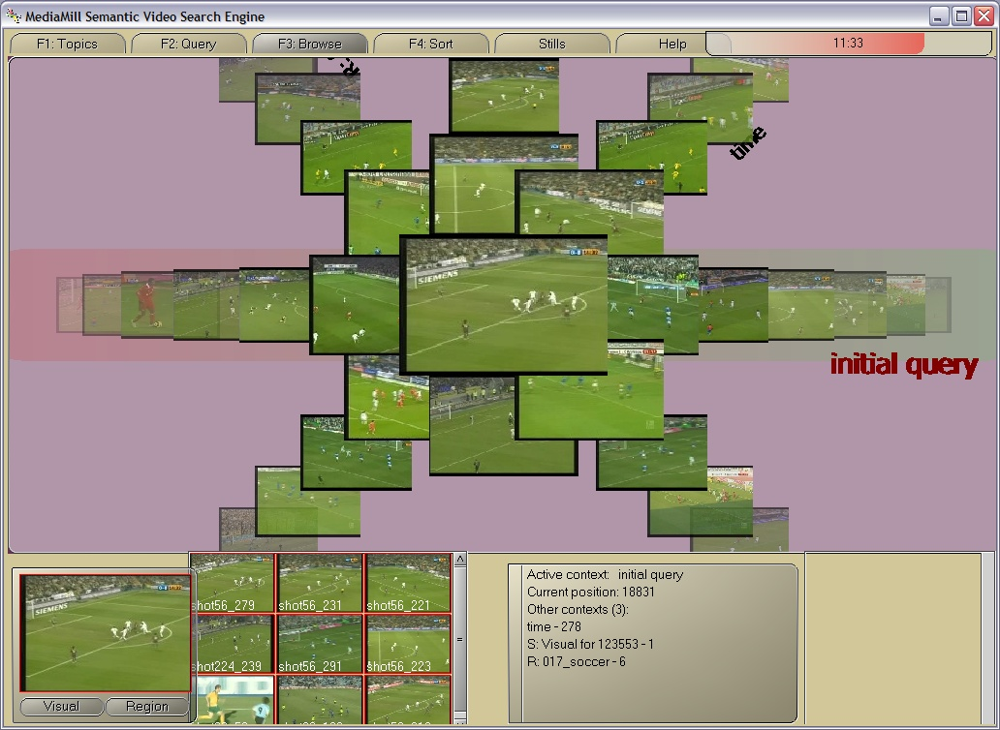 MediaMill Semantic Video Search Engine
F1: Topics
F2: Query
F3: Browse
F4: Sort
Stills
Help
11:33
time
SIEMENS
SIEMENS
initial query
SIEMENS
Visual
Region
shot56_279
shot56_231
shot56_221
shot224_239
shot56_291
shot56_223
Active context: initial query
Current position: 18831
Other contexts (3):
time - 278
S: Visual for 123553 - 1
R: 017_soccer - 6